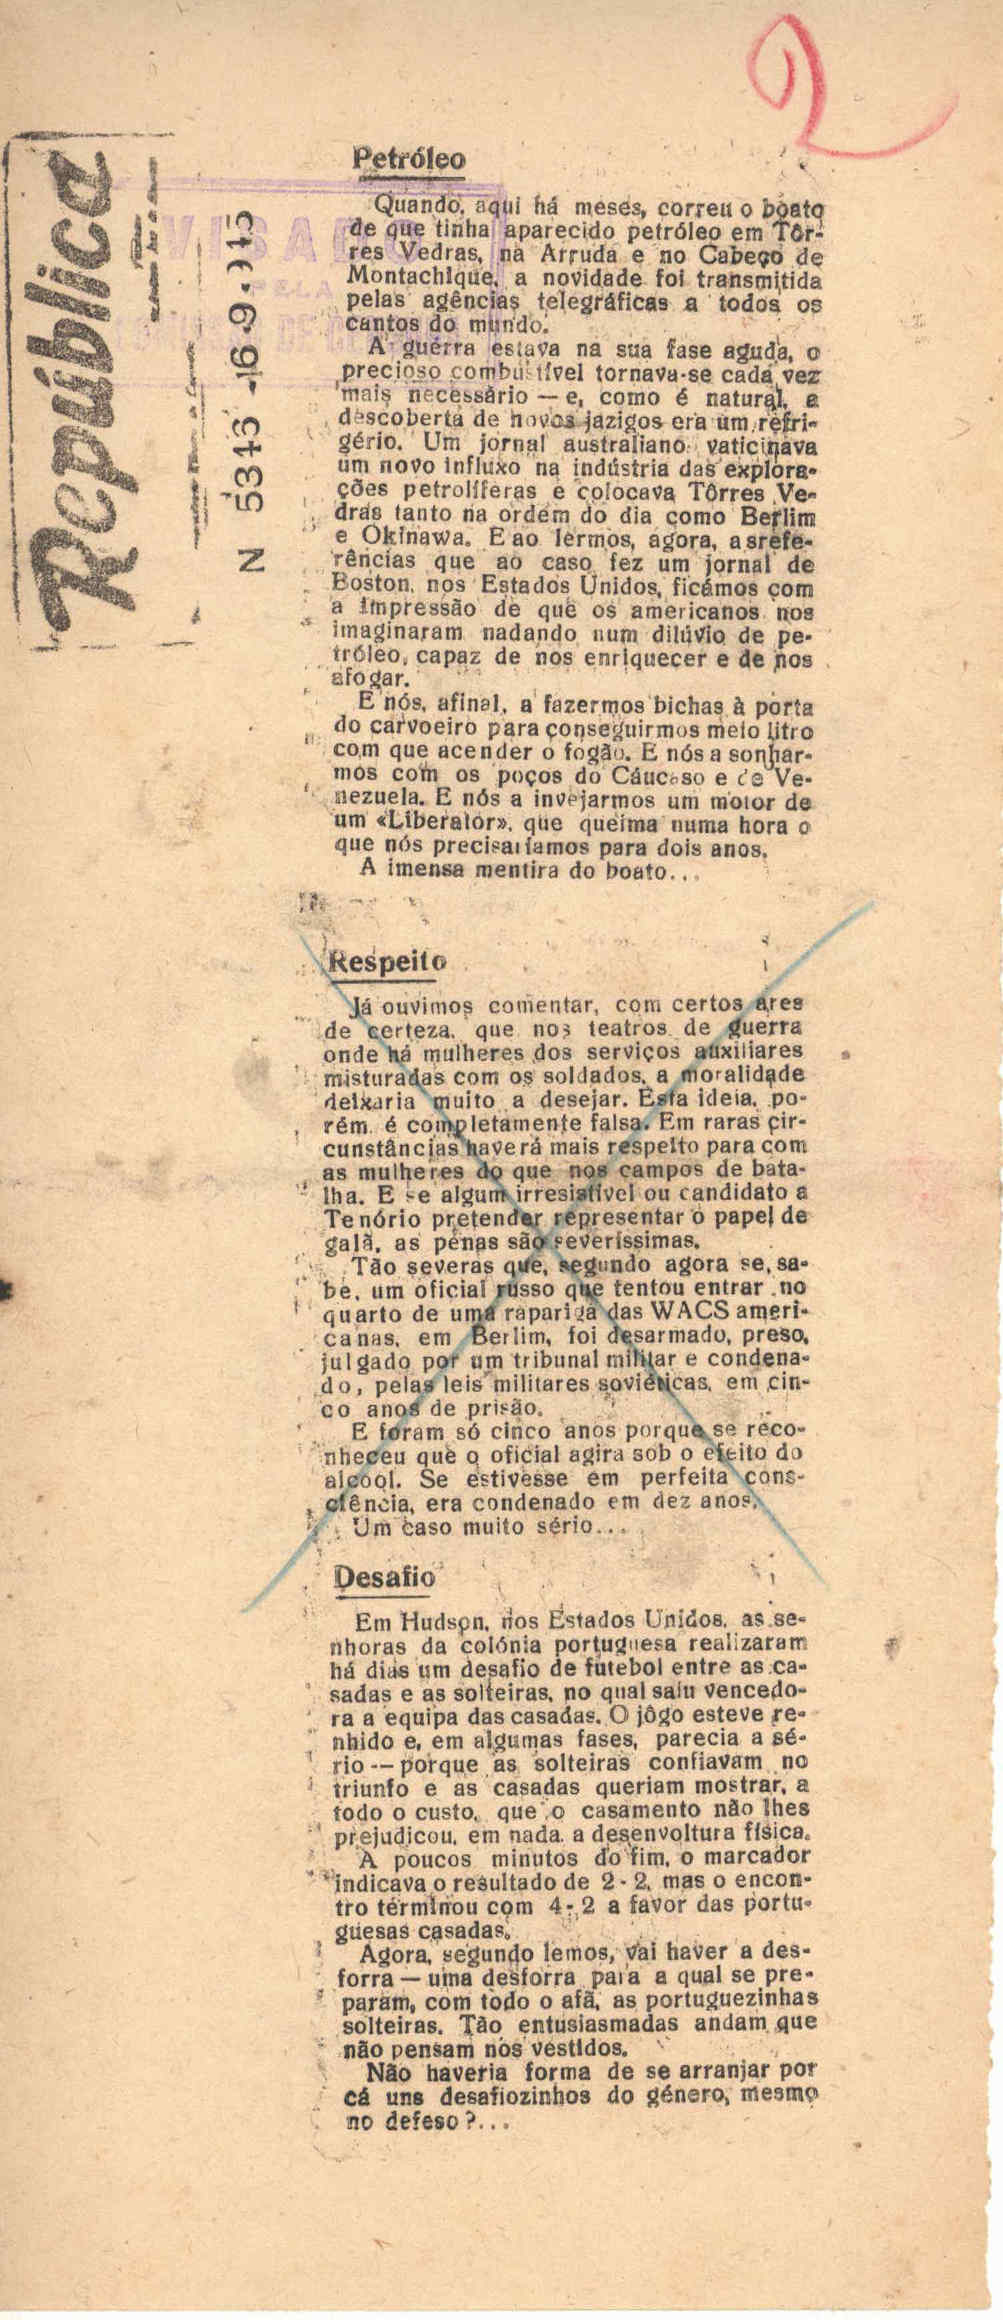 2
República
N 5343 -16.9.945
VISADO
PELA
Petróleo
Quando, aqui há meses, correu o boato
de que tinha aparecido petróleo em Tôr-
res Vedras, na Arruda e no Cabeço de
Montachique, a novidade foi transmitida
pelas agências telegráficas a todos os
cantos do mundo.
A guerra estava na sua fase aguda, o
precioso combustível tornava-se cada vez
mais necessário — e, como é natural, a
descoberta de novos jazigos era um refri-
gério. Um jornal australiano vaticinava
um novo influxo na indústria das explora-
ções petrolíferas e colocava Tôrres Ve-
dras tanto na ordem do dia como Berlim
e Okinawa. E ao lermos, agora, as refe-
rências que ao caso fez um jornal de
Boston, nos Estados Unidos, ficámos com
a impressão de que os americanos nos
imaginaram nadando num dilúvio de pe-
tróleo, capaz de nos enriquecer e de nos
afogar.
E nós, afinal, a fazermos bichas à porta
do carvoeiro para conseguirmos meio litro
com que acender o fogão. E nós a sonhar-
mos com os poços do Cáucaso e de Ve-
nezuela. E nós a invejarmos um motor de
um «Liberator», que queima numa hora o
que nós precisaríamos para dois anos.
A imensa mentira do boato...
Respeito
Já ouvimos comentar, com certos ares
de certeza, que nos teatros de guerra
onde há mulheres dos serviços auxiliares
misturadas com os soldados, a moralidade
deixaria muito a desejar. Esta ideia, po-
rém, é completamente falsa. Em raras cir-
cunstâncias haverá mais respeito para com
as mulheres do que nos campos de bata-
lha. E se algum irresistível ou candidato a
Tenório pretender representar o papel de
galã, as penas são severíssimas.
Tão severas que, segundo agora se sa-
be, um oficial russo que tentou entrar no
quarto de uma rapariga das WACS ameri-
canas, em Berlim, foi desarmado, preso,
julgado por um tribunal militar e condena-
do, pelas leis militares soviéticas, em cin-
co anos de prisão.
E foram só cinco anos porque se reco-
nheceu que o oficial agira sob o efeito do
alcool. Se estivesse em perfeita cons-
ciência, era condenado em dez anos.
Um caso muito sério...
Desafio
Em Hudson, nos Estados Unidos, as se-
nhoras da colónia portuguesa realizaram
há dias um desafio de futebol entre as ca-
sadas e as solteiras, no qual saiu vencedo-
ra a equipa das casadas. O jôgo esteve re-
nhido e, em algumas fases, parecia a sé-
rio -- porque as solteiras confiavam no
triunfo e as casadas queriam mostrar, a
todo o custo, que o casamento não lhes
prejudicou, em nada, a desenvoltura física.
A poucos minutos do fim, o marcador
indicava o resultado de 2-2, mas o encon-
tro terminou com 4-2 a favor das portu-
guesas casadas.
Agora, segundo lemos, vai haver a des-
forra — uma desforra para a qual se pre-
param, com todo o afã, as portuguezinhas
solteiras. Tão entusiasmadas andam que
não pensam nos vestidos.
Não haveria forma de se arranjar por
cá uns desafiozinhos do género, mesmo
no defeso?...